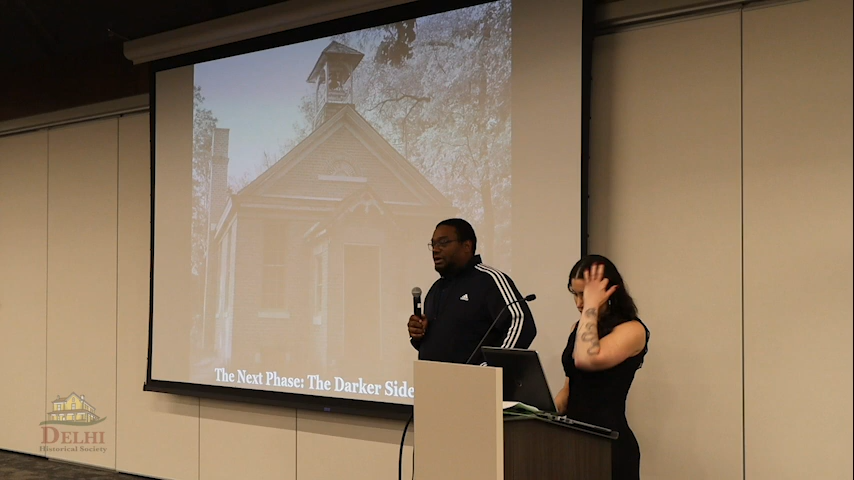 The Next Phase: The Darker Side
DELHI
Historical Society